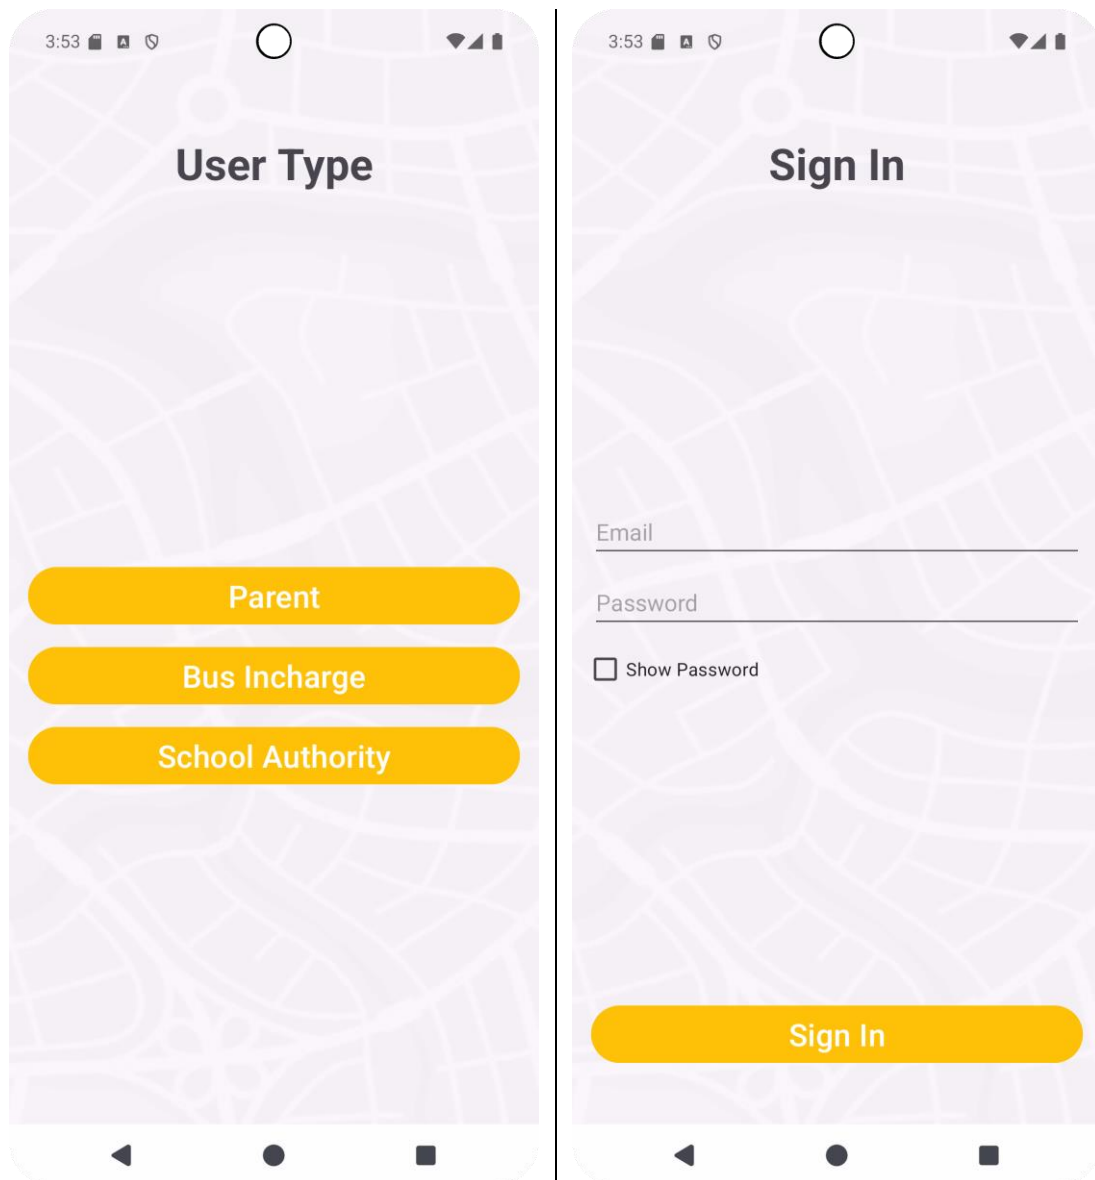 3:53
User Type
Parent
Bus Incharge
School Authority
3:53
Sign In
Email
Password
Show Password
Sign In